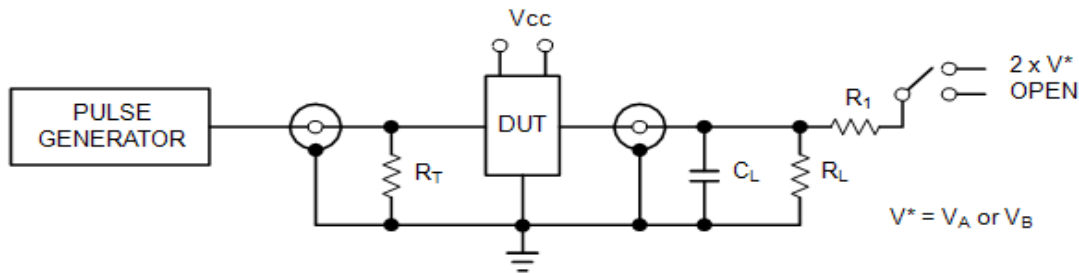 Vcc
2 x V*
OPEN
R1
PULSE
GENERATOR
DUT
RT
CL
RL
V* = VA or VB